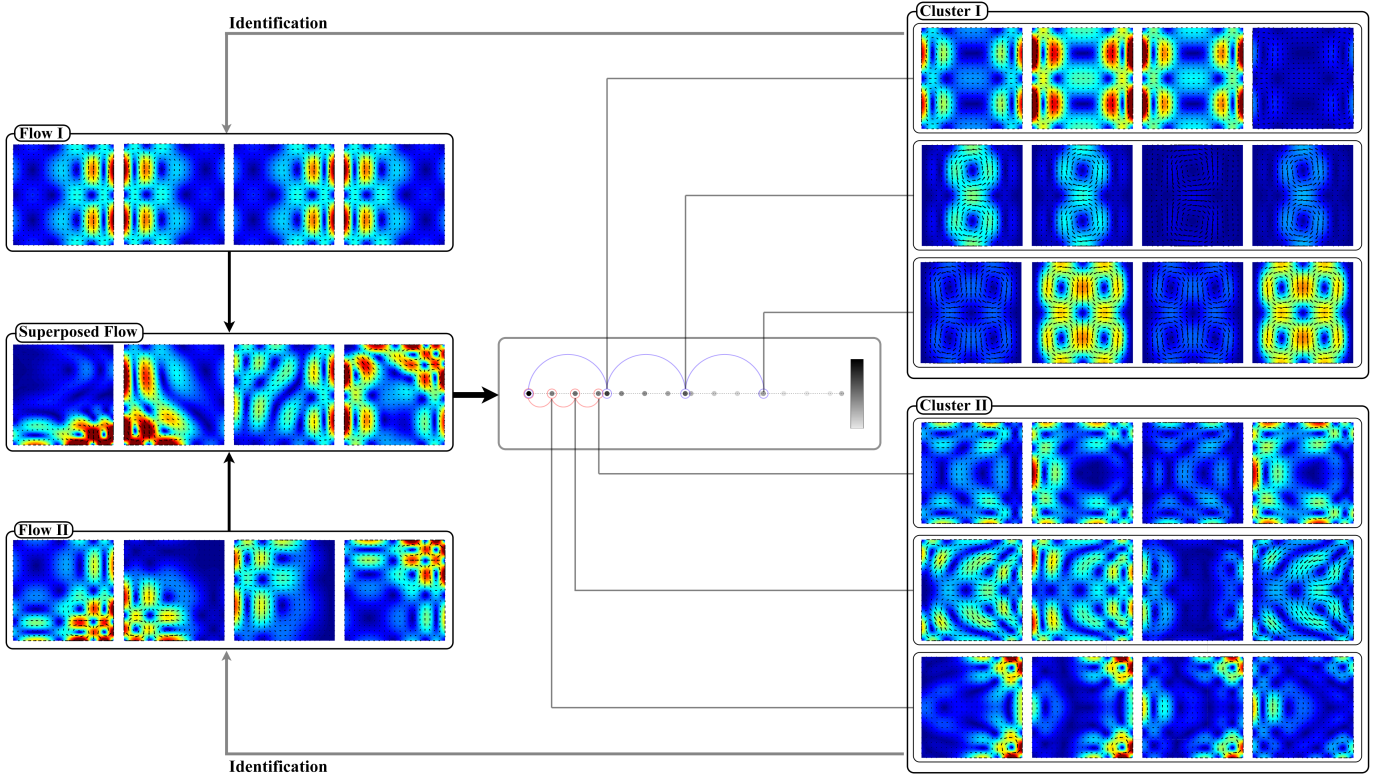 Identification
Cluster I
Flow I
Superposed Flow
Cluster II
Flow II
Identification